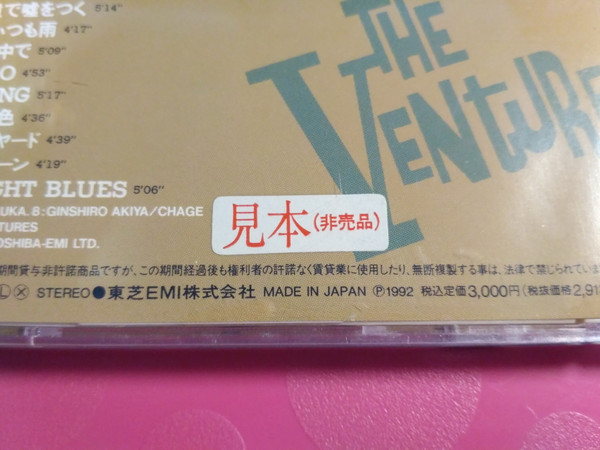 で嘘をつく 5'14"
いつも雨 4'17"
中で 5'09"
O 4'53"
NG 5'17"
色 4'36"
ヤード 4'39"
ーン 4'19"
GHT BLUES 5'06"
UKA. 8:GINSHIRO AKIYA/CHAGE
TURES
OSHIBA-EMI LTD.
THE
VENTURE
見本(非売品)
期間貸与非許諾商品ですが、この期間経過後も権利者の許諾なく賃貸業に使用したり、無断複製する事は、法律で禁じられていま
Ⓛ Ⓧ STEREO●東芝EMI株式会社 MADE IN JAPAN Ⓟ1992 税込定価3,000円(税抜価格2,91